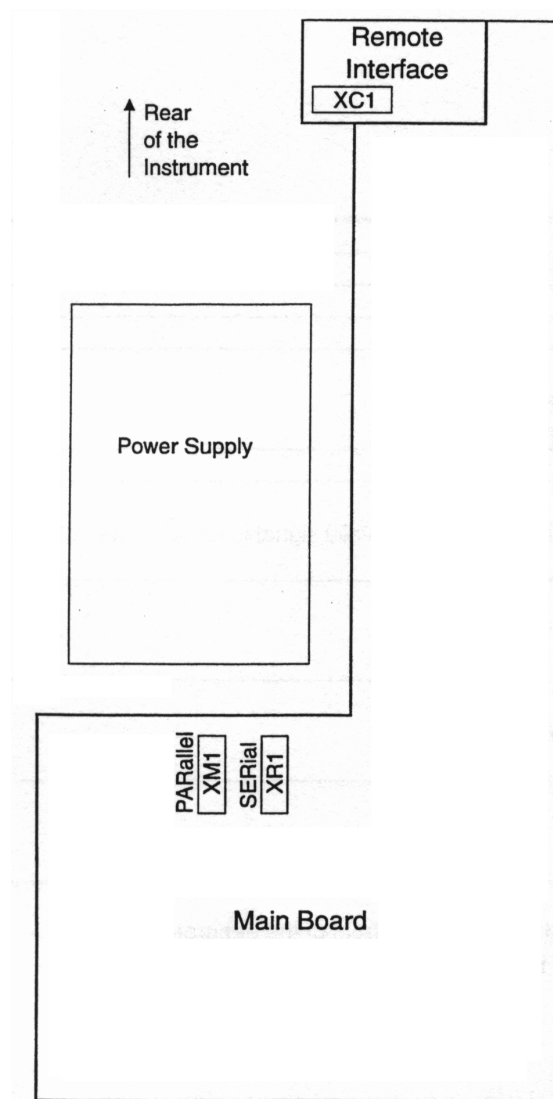 Remote
Interface
XC1
Rear
of the
Instrument
Power Supply
PARallel
XM1
SERial
XR1
Main Board